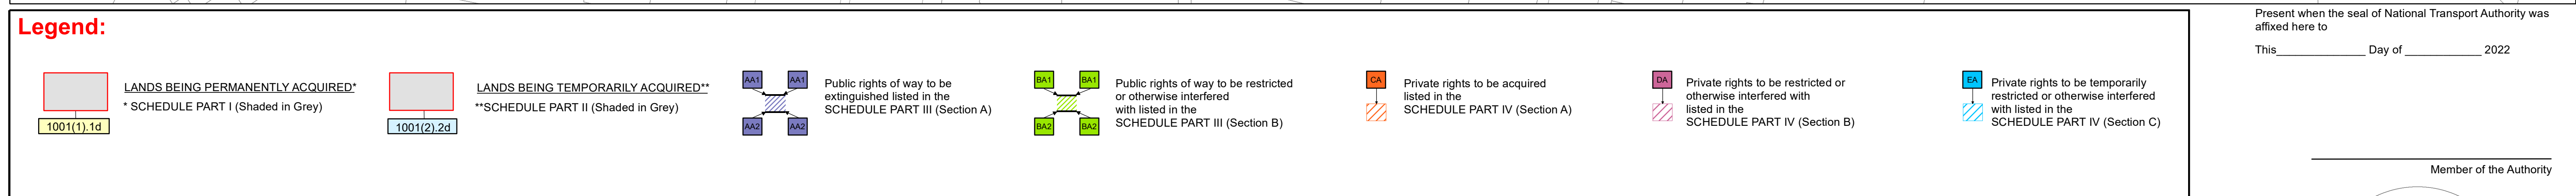 Legend:
LANDS BEING PERMANENTLY ACQUIRED*
* SCHEDULE PART I (Shaded in Grey)
1001(1).1d
LANDS BEING TEMPORARILY ACQUIRED**
**SCHEDULE PART II (Shaded in Grey)
1001(2).2d
AA1 AA1
AA2 AA2
Public rights of way to be
extinguished listed in the
SCHEDULE PART III (Section A)
BA1 BA1
BA2 BA2
Public rights of way to be restricted
or otherwise interfered
with listed in the
SCHEDULE PART III (Section B)
CA
Private rights to be acquired
listed in the
SCHEDULE PART IV (Section A)
DA
Private rights to be restricted or
otherwise interfered with
listed in the
SCHEDULE PART IV (Section B)
EA
Private rights to be temporarily
restricted or otherwise interfered
with listed in the
SCHEDULE PART IV (Section C)
Present when the seal of National Transport Authority was
affixed here to
This______________ Day of ____________ 2022
Member of the Authority